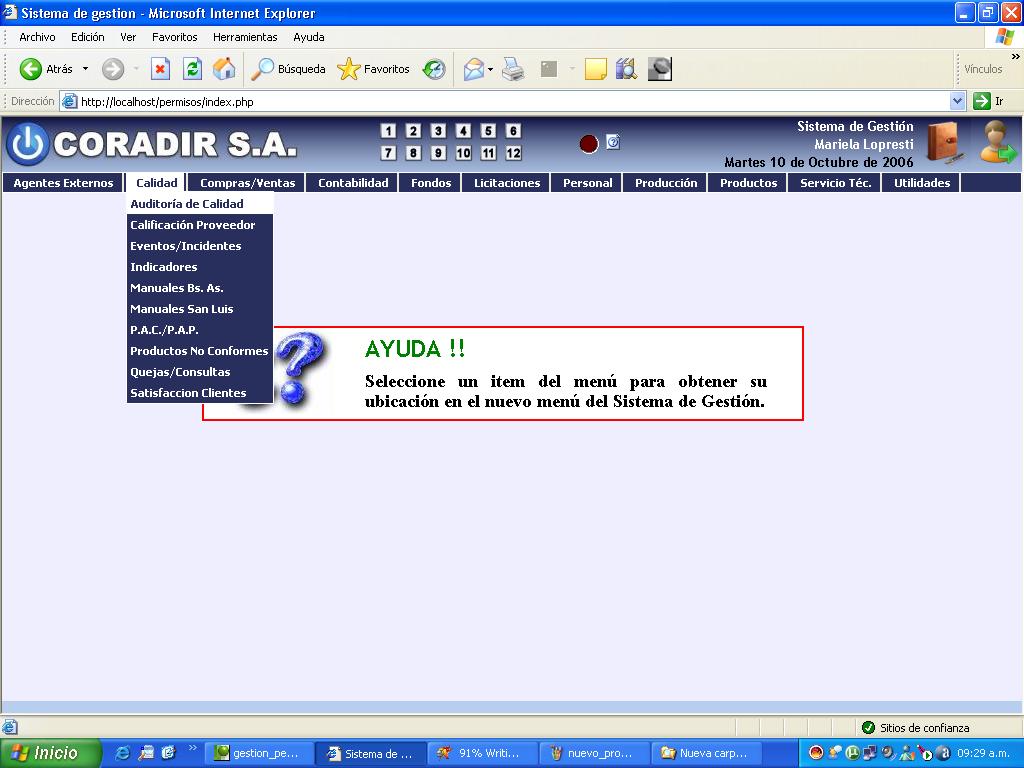 Sistema de gestion - Microsoft Internet Explorer
Archivo Edición Ver Favoritos Herramientas Ayuda
Atrás Búsqueda Favoritos Vínculos »
Dirección http://localhost/permisos/index.php Ir
CORADIR S.A.
1 2 3 4 5 6
7 8 9 10 11 12
Sistema de Gestión
Mariela Lopresti
Martes 10 de Octubre de 2006
Agentes Externos Calidad Compras/Ventas Contabilidad Fondos Licitaciones Personal Producción Productos Servicio Téc. Utilidades
Auditoría de Calidad
Calificación Proveedor
Eventos/Incidentes
Indicadores
Manuales Bs. As.
Manuales San Luis
P.A.C./P.A.P.
Productos No Conformes
Quejas/Consultas
Satisfaccion Clientes
AYUDA !!
Seleccione un item del menú para obtener su
ubicación en el nuevo menú del Sistema de Gestión.
Sitios de confianza
Inicio » gestion_pe... Sistema de ... 91% Writi... nuevo_pro... Nueva carp... 09:29 a.m.